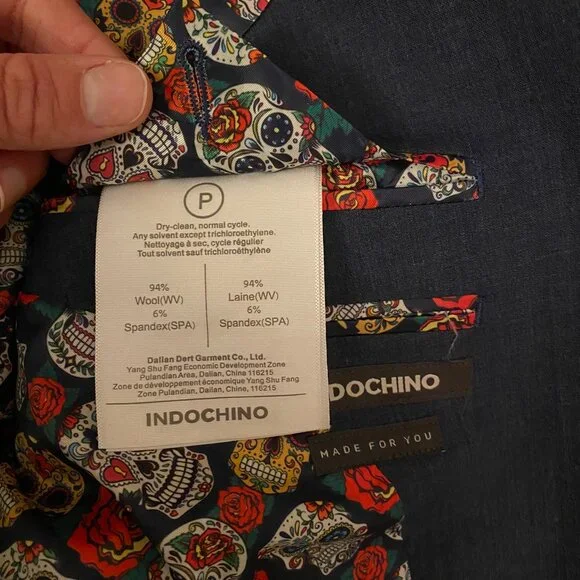 P
Dry-clean, normal cycle.
Any solvent except trichloroethylene.
Nettoyage à sec, cycle régulier
Tout solvent sauf trichloroéthylène
94%
Wool(WV)
6%
Spandex(SPA)
94%
Laine(WV)
6%
Spandex(SPA)
Dalian Dert Garment Co., Ltd.
Yang Shu Fang Economic Development Zone
Pulandian Area, Dalian, China 116215
Zone de développement économique Yang Shu Fang
Zone Pulandian, Dalian, Chine, 116215
INDOCHINO
DOCHINO
MADE FOR YOU